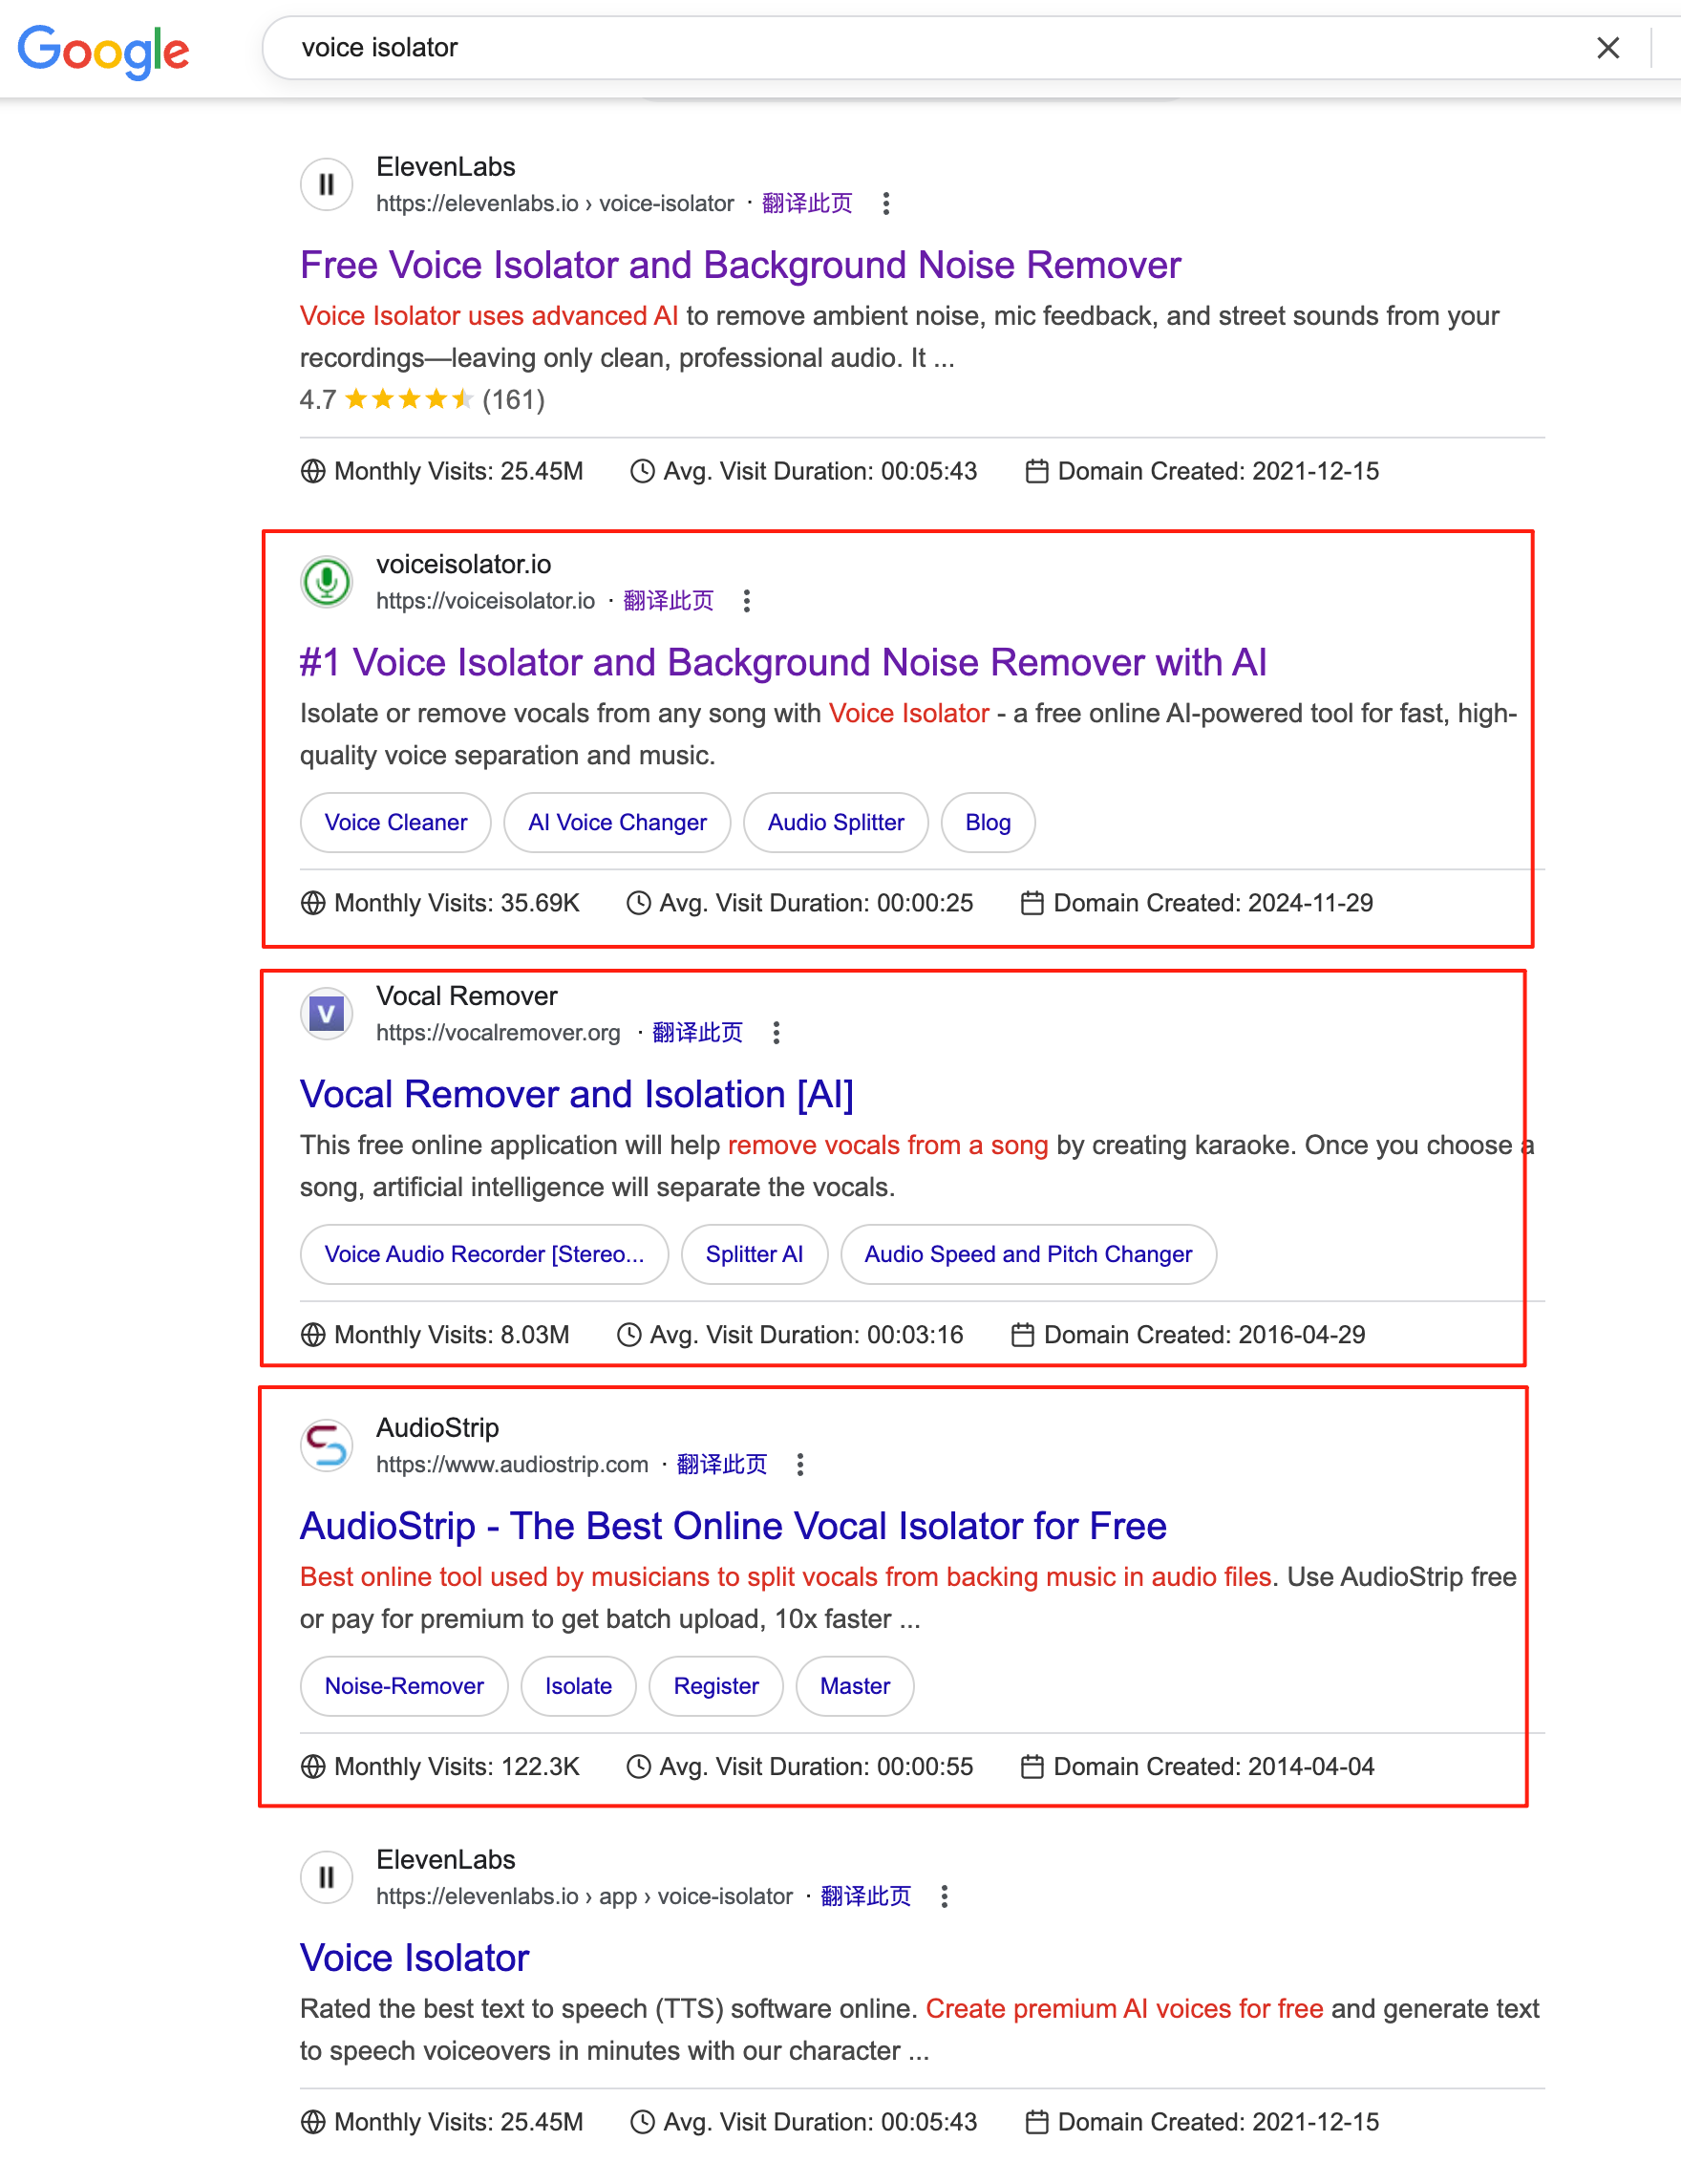 Google
voice isolator
ElevenLabs
https://elevenlabs.io › voice-isolator · 翻译此页
Free Voice Isolator and Background Noise Remover
Voice Isolator uses advanced AI to remove ambient noise, mic feedback, and street sounds from your
recordings—leaving only clean, professional audio. It ...
4.7 (161)
Monthly Visits: 25.45M Avg. Visit Duration: 00:05:43 Domain Created: 2021-12-15
voiceisolator.io
https://voiceisolator.io · 翻译此页
#1 Voice Isolator and Background Noise Remover with AI
Isolate or remove vocals from any song with Voice Isolator - a free online AI-powered tool for fast, high-
quality voice separation and music.
Voice Cleaner AI Voice Changer Audio Splitter Blog
Monthly Visits: 35.69K Avg. Visit Duration: 00:00:25 Domain Created: 2024-11-29
V
Vocal Remover
https://vocalremover.org · 翻译此页
Vocal Remover and Isolation [AI]
This free online application will help remove vocals from a song by creating karaoke. Once you choose a
song, artificial intelligence will separate the vocals.
Voice Audio Recorder [Stereo... Splitter AI Audio Speed and Pitch Changer
Monthly Visits: 8.03M Avg. Visit Duration: 00:03:16 Domain Created: 2016-04-29
AudioStrip
https://www.audiostrip.com · 翻译此页
AudioStrip - The Best Online Vocal Isolator for Free
Best online tool used by musicians to split vocals from backing music in audio files. Use AudioStrip free
or pay for premium to get batch upload, 10x faster ...
Noise-Remover Isolate Register Master
Monthly Visits: 122.3K Avg. Visit Duration: 00:00:55 Domain Created: 2014-04-04
ElevenLabs
https://elevenlabs.io › app › voice-isolator · 翻译此页
Voice Isolator
Rated the best text to speech (TTS) software online. Create premium AI voices for free and generate text
to speech voiceovers in minutes with our character ...
Monthly Visits: 25.45M Avg. Visit Duration: 00:05:43 Domain Created: 2021-12-15